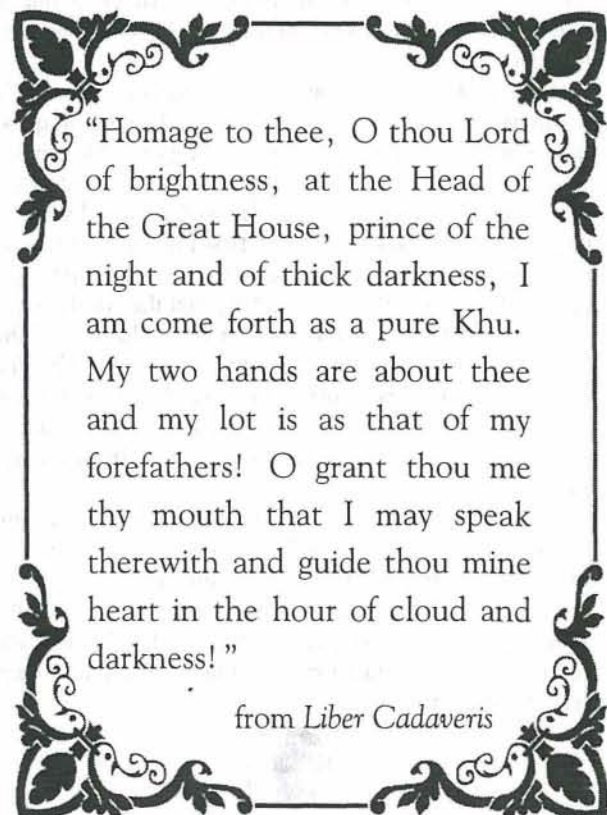 “Homage to thee, O thou Lord
of brightness, at the Head of
the Great House, prince of the
night and of thick darkness, I
am come forth as a pure Khu.
My two hands are about thee
and my lot is as that of my
forefathers! O grant thou me
thy mouth that I may speak
therewith and guide thou mine
heart in the hour of cloud and
darkness! ”
from Liber Cadaveris